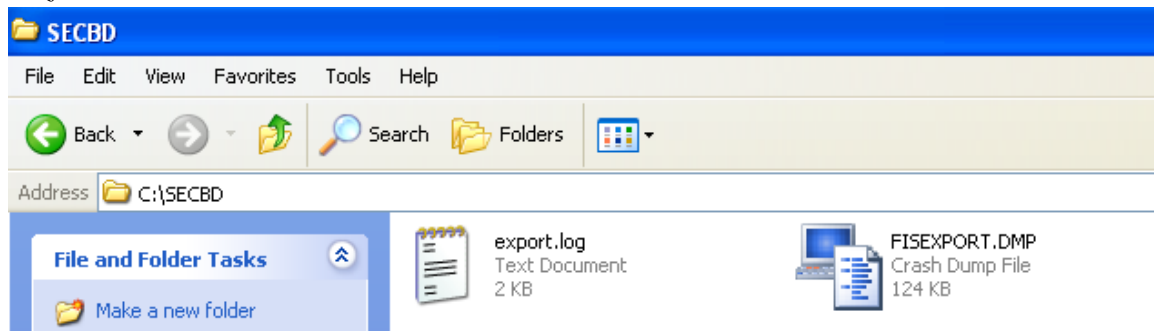 SECBD
File Edit View Favorites Tools Help
Back Search Folders
Address C:\SECBD
File and Folder Tasks
Make a new folder
export.log
Text Document
2 KB
FISEXPORT.DMP
Crash Dump File
124 KB